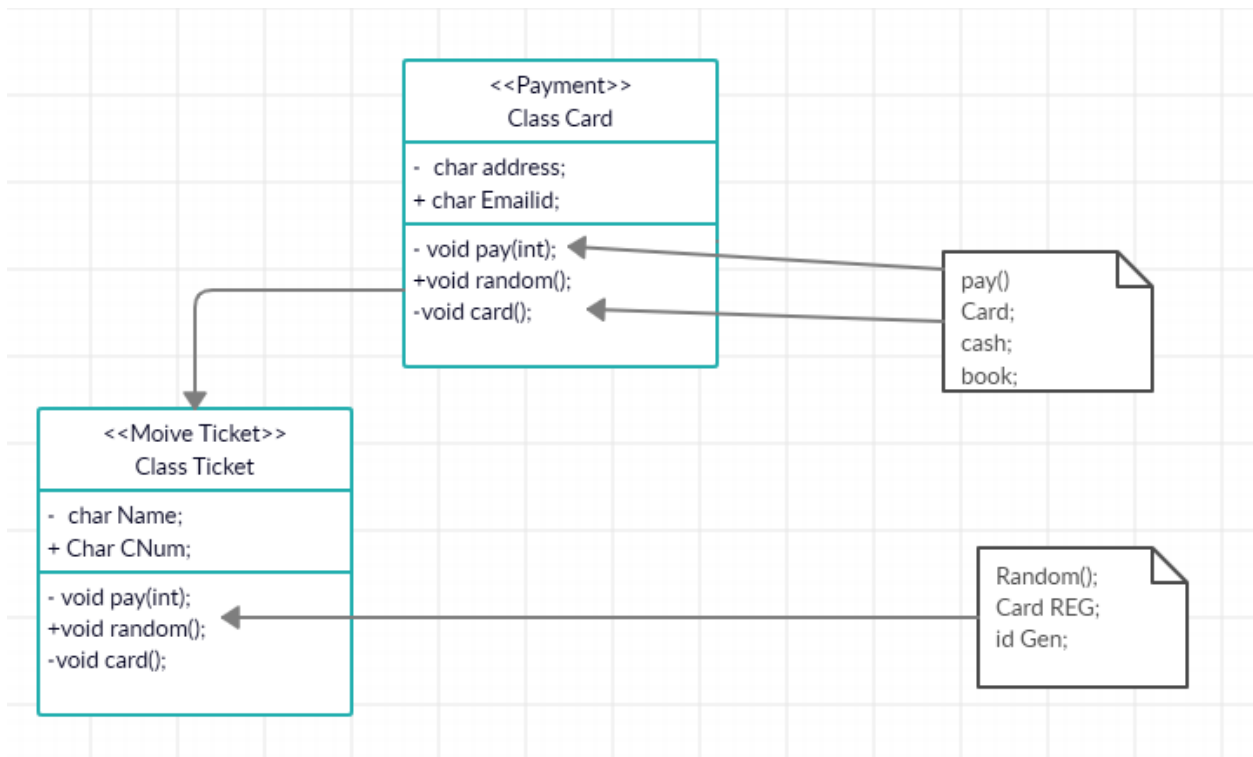 <<Payment>>
Class Card
- char address;
+ char Emailid;
- void pay(int);
+void random();
-void card();
pay()
Card;
cash;
book;
<<Moive Ticket>>
Class Ticket
- char Name;
+ Char CNum;
- void pay(int);
+void random();
-void card();
Random();
Card REG;
id Gen;